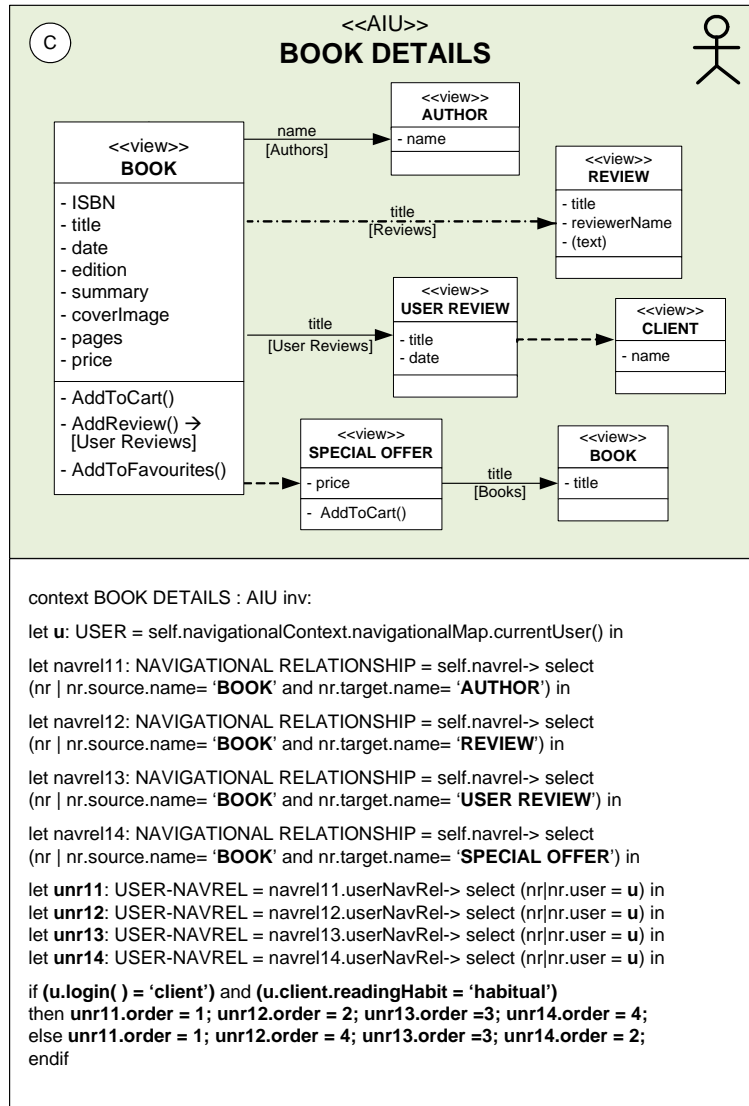 C
<<AIU>>
BOOK DETAILS
<<view>>
BOOK
- ISBN
- title
- date
- edition
- summary
- coverImage
- pages
- price
- AddToCart()
- AddReview() →
[User Reviews]
- AddToFavourites()
name
[Authors]
<<view>>
AUTHOR
- name
title
[Reviews]
<<view>>
REVIEW
- title
- reviewerName
- (text)
title
[User Reviews]
<<view>>
USER REVIEW
- title
- date
<<view>>
CLIENT
- name
<<view>>
SPECIAL OFFER
- price
- AddToCart()
title
[Books]
<<view>>
BOOK
- title
context BOOK DETAILS : AIU inv:
let u: USER = self.navigationalContext.navigationalMap.currentUser() in
let navrel11: NAVIGATIONAL RELATIONSHIP = self.navrel-> select
(nr | nr.source.name= ‘BOOK’ and nr.target.name= ‘AUTHOR’) in
let navrel12: NAVIGATIONAL RELATIONSHIP = self.navrel-> select
(nr | nr.source.name= ‘BOOK’ and nr.target.name= ‘REVIEW’) in
let navrel13: NAVIGATIONAL RELATIONSHIP = self.navrel-> select
(nr | nr.source.name= ‘BOOK’ and nr.target.name= ‘USER REVIEW’) in
let navrel14: NAVIGATIONAL RELATIONSHIP = self.navrel-> select
(nr | nr.source.name= ‘BOOK’ and nr.target.name= ‘SPECIAL OFFER’) in
let unr11: USER-NAVREL = navrel11.userNavRel-> select (nr|nr.user = u) in
let unr12: USER-NAVREL = navrel12.userNavRel-> select (nr|nr.user = u) in
let unr13: USER-NAVREL = navrel13.userNavRel-> select (nr|nr.user = u) in
let unr14: USER-NAVREL = navrel14.userNavRel-> select (nr|nr.user = u) in
if (u.login( ) = ‘client’) and (u.client.readingHabit = ‘habitual’)
then unr11.order = 1; unr12.order = 2; unr13.order =3; unr14.order = 4;
else unr11.order = 1; unr12.order = 4; unr13.order =3; unr14.order = 2;
endif